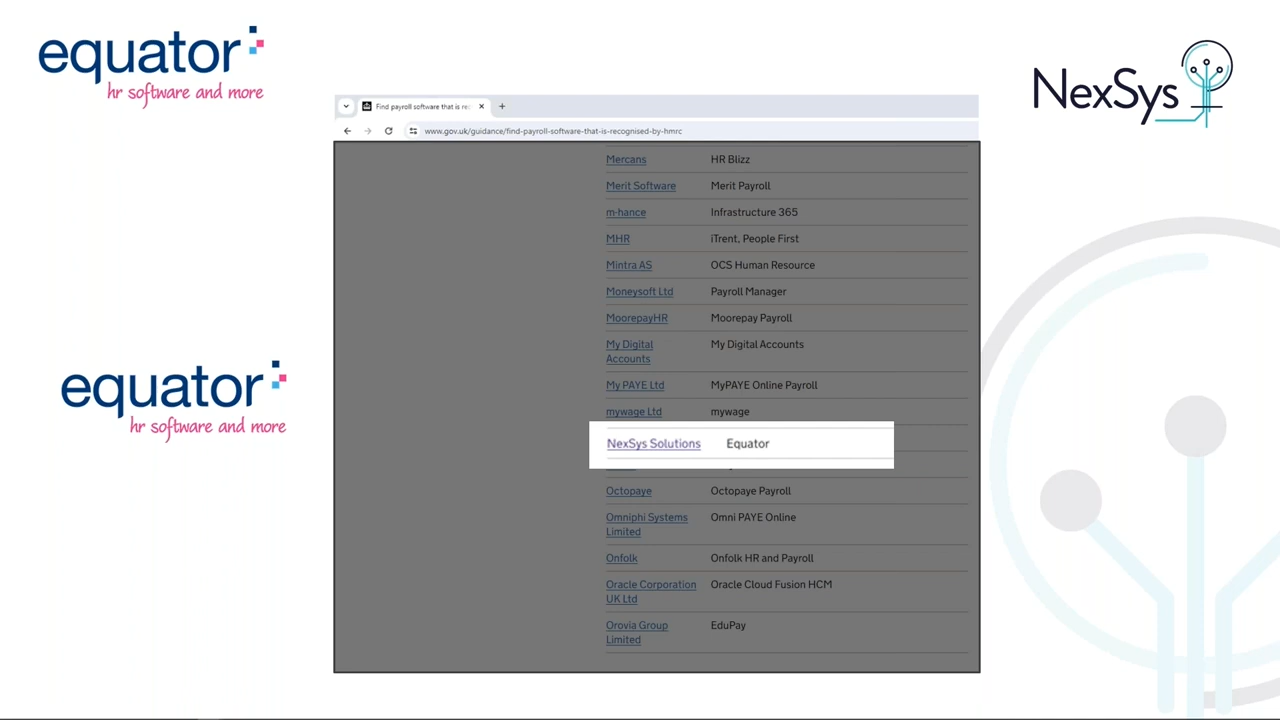 equator
hr software and more
NexSys
Find payroll software that is re
www.gov.uk/guidance/find-payroll-software-that-is-recognised-by-hmrc
Mercans HR Blizz
Merit Software Merit Payroll
m-hance Infrastructure 365
MHR iTrent, People First
Mintra AS OCS Human Resource
Moneysoft Ltd Payroll Manager
MoorepayHR Moorepay Payroll
My Digital My Digital Accounts
Accounts
My PAYE Ltd MyPAYE Online Payroll
mywage Ltd mywage
NexSys Solutions Equator
Octopaye Octopaye Payroll
Omniphi Systems Omni PAYE Online
Limited
Onfolk Onfolk HR and Payroll
Oracle Corporation Oracle Cloud Fusion HCM
UK Ltd
Orovia Group EduPay
Limited
equator
hr software and more